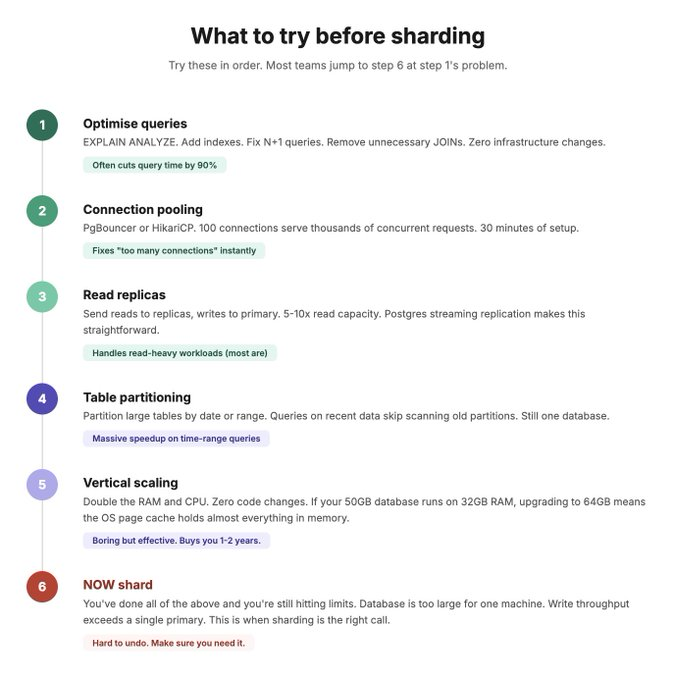 What to try before sharding
Try these in order. Most teams jump to step 6 at step 1's problem.
1
Optimise queries
EXPLAIN ANALYZE. Add indexes. Fix N+1 queries. Remove unnecessary JOINs. Zero infrastructure changes.
Often cuts query time by 90%
2
Connection pooling
PgBouncer or HikariCP. 100 connections serve thousands of concurrent requests. 30 minutes of setup.
Fixes "too many connections" instantly
3
Read replicas
Send reads to replicas, writes to primary. 5-10x read capacity. Postgres streaming replication makes this
straightforward.
Handles read-heavy workloads (most are)
4
Table partitioning
Partition large tables by date or range. Queries on recent data skip scanning old partitions. Still one database.
Massive speedup on time-range queries
5
Vertical scaling
Double the RAM and CPU. Zero code changes. If your 50GB database runs on 32GB RAM, upgrading to 64GB means
the OS page cache holds almost everything in memory.
Boring but effective. Buys you 1-2 years.
6
NOW shard
You've done all of the above and you're still hitting limits. Database is too large for one machine. Write throughput
exceeds a single primary. This is when sharding is the right call.
Hard to undo. Make sure you need it.